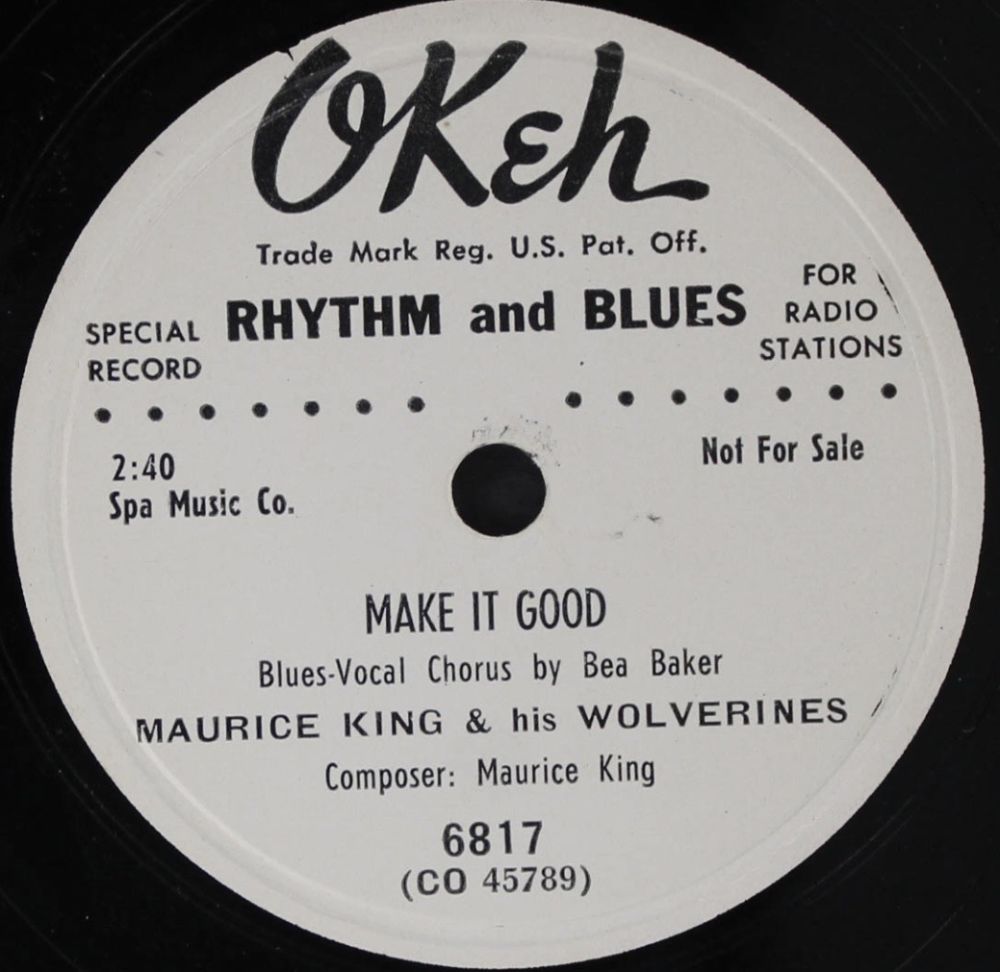 OKeh
Trade Mark Reg. U.S. Pat. Off.
SPECIAL RECORD
RHYTHM and BLUES
FOR RADIO STATIONS
2:40
Spa Music Co.
Not For Sale
MAKE IT GOOD
Blues-Vocal Chorus by Bea Baker
MAURICE KING & his WOLVERINES
Composer: Maurice King
6817
(CO 45789)